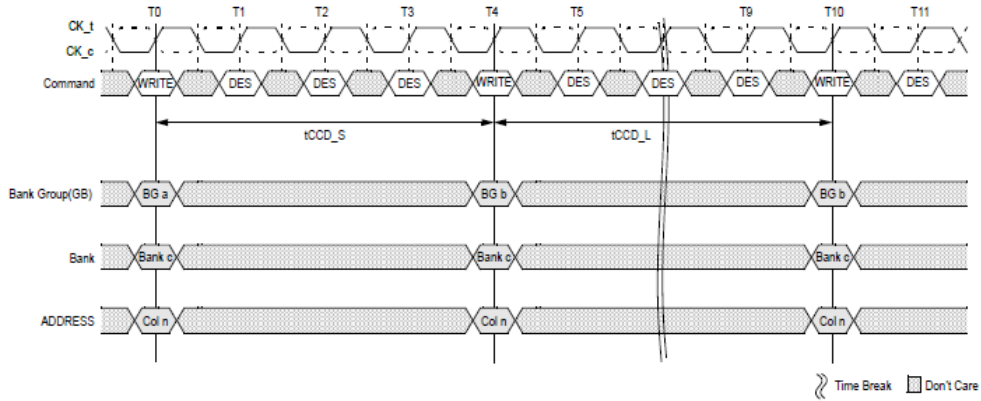 T0 T1 T2 T3 T4 T5 T9 T10 T11
CK_t
CK_c
Command WRITE DES DES DES WRITE DES DES DES WRITE DES
tCCD_S tCCD_L
Bank Group(GB) BG a BG b BG b
Bank Bank c Bank c Bank c
ADDRESS Col n Col n Col n
Time Break Don't Care